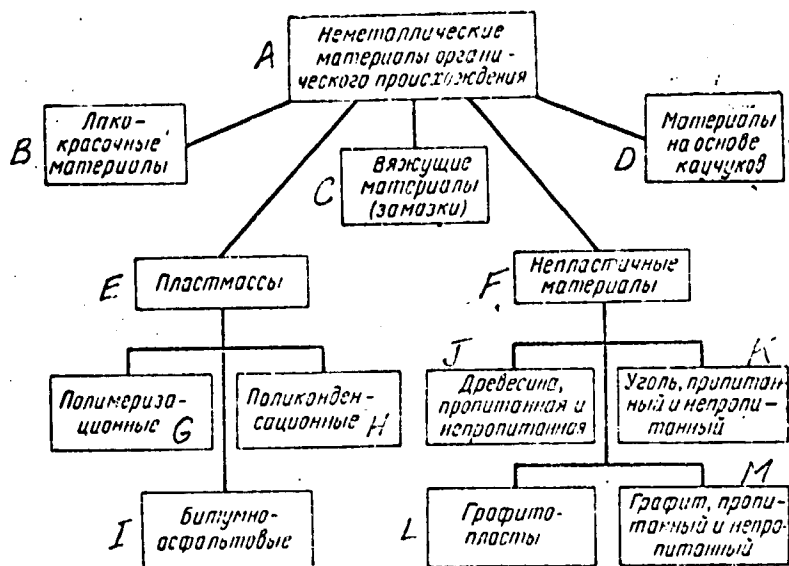 A
Неметаллические
материалы органи-
ческого происхождения
B
Лако-
красочные
материалы
C
Вяжущие
материалы
(замазки)
D
Материалы
на основе
каучуков
E
Пластмассы
F
Непластичные
материалы
G
Полимериза-
ционные
H
Поликонден-
сационные
J
Древесина,
пропитанная и
непропитанная
K
Уголь, пропитан
ный и непропи-
танный
I
Битумно-
асфальтовые
L
Графито-
пласты
M
Графит, пропи-
танный и непро-
питанный